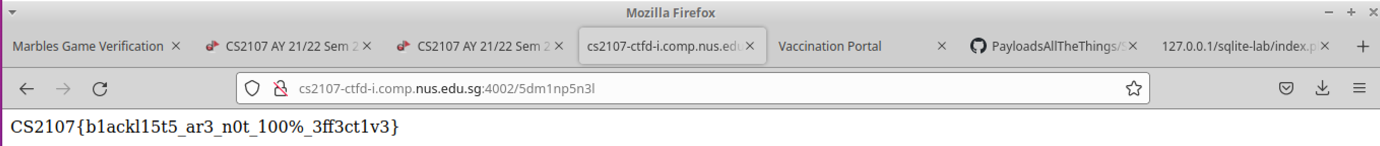 Mozilla Firefox
Marbles Game Verification CS2107 AY 21/22 Sem 2 CS2107 AY 21/22 Sem 2 cs2107-ctfd-i.comp.nus.edu Vaccination Portal PayloadsAllTheThings/S 127.0.0.1/sqlite-lab/index.p
cs2107-ctfd-i.comp.nus.edu.sg:4002/5dm1np5n3l
CS2107{b1ackl15t5_ar3_n0t_100%_3ff3ct1v3}